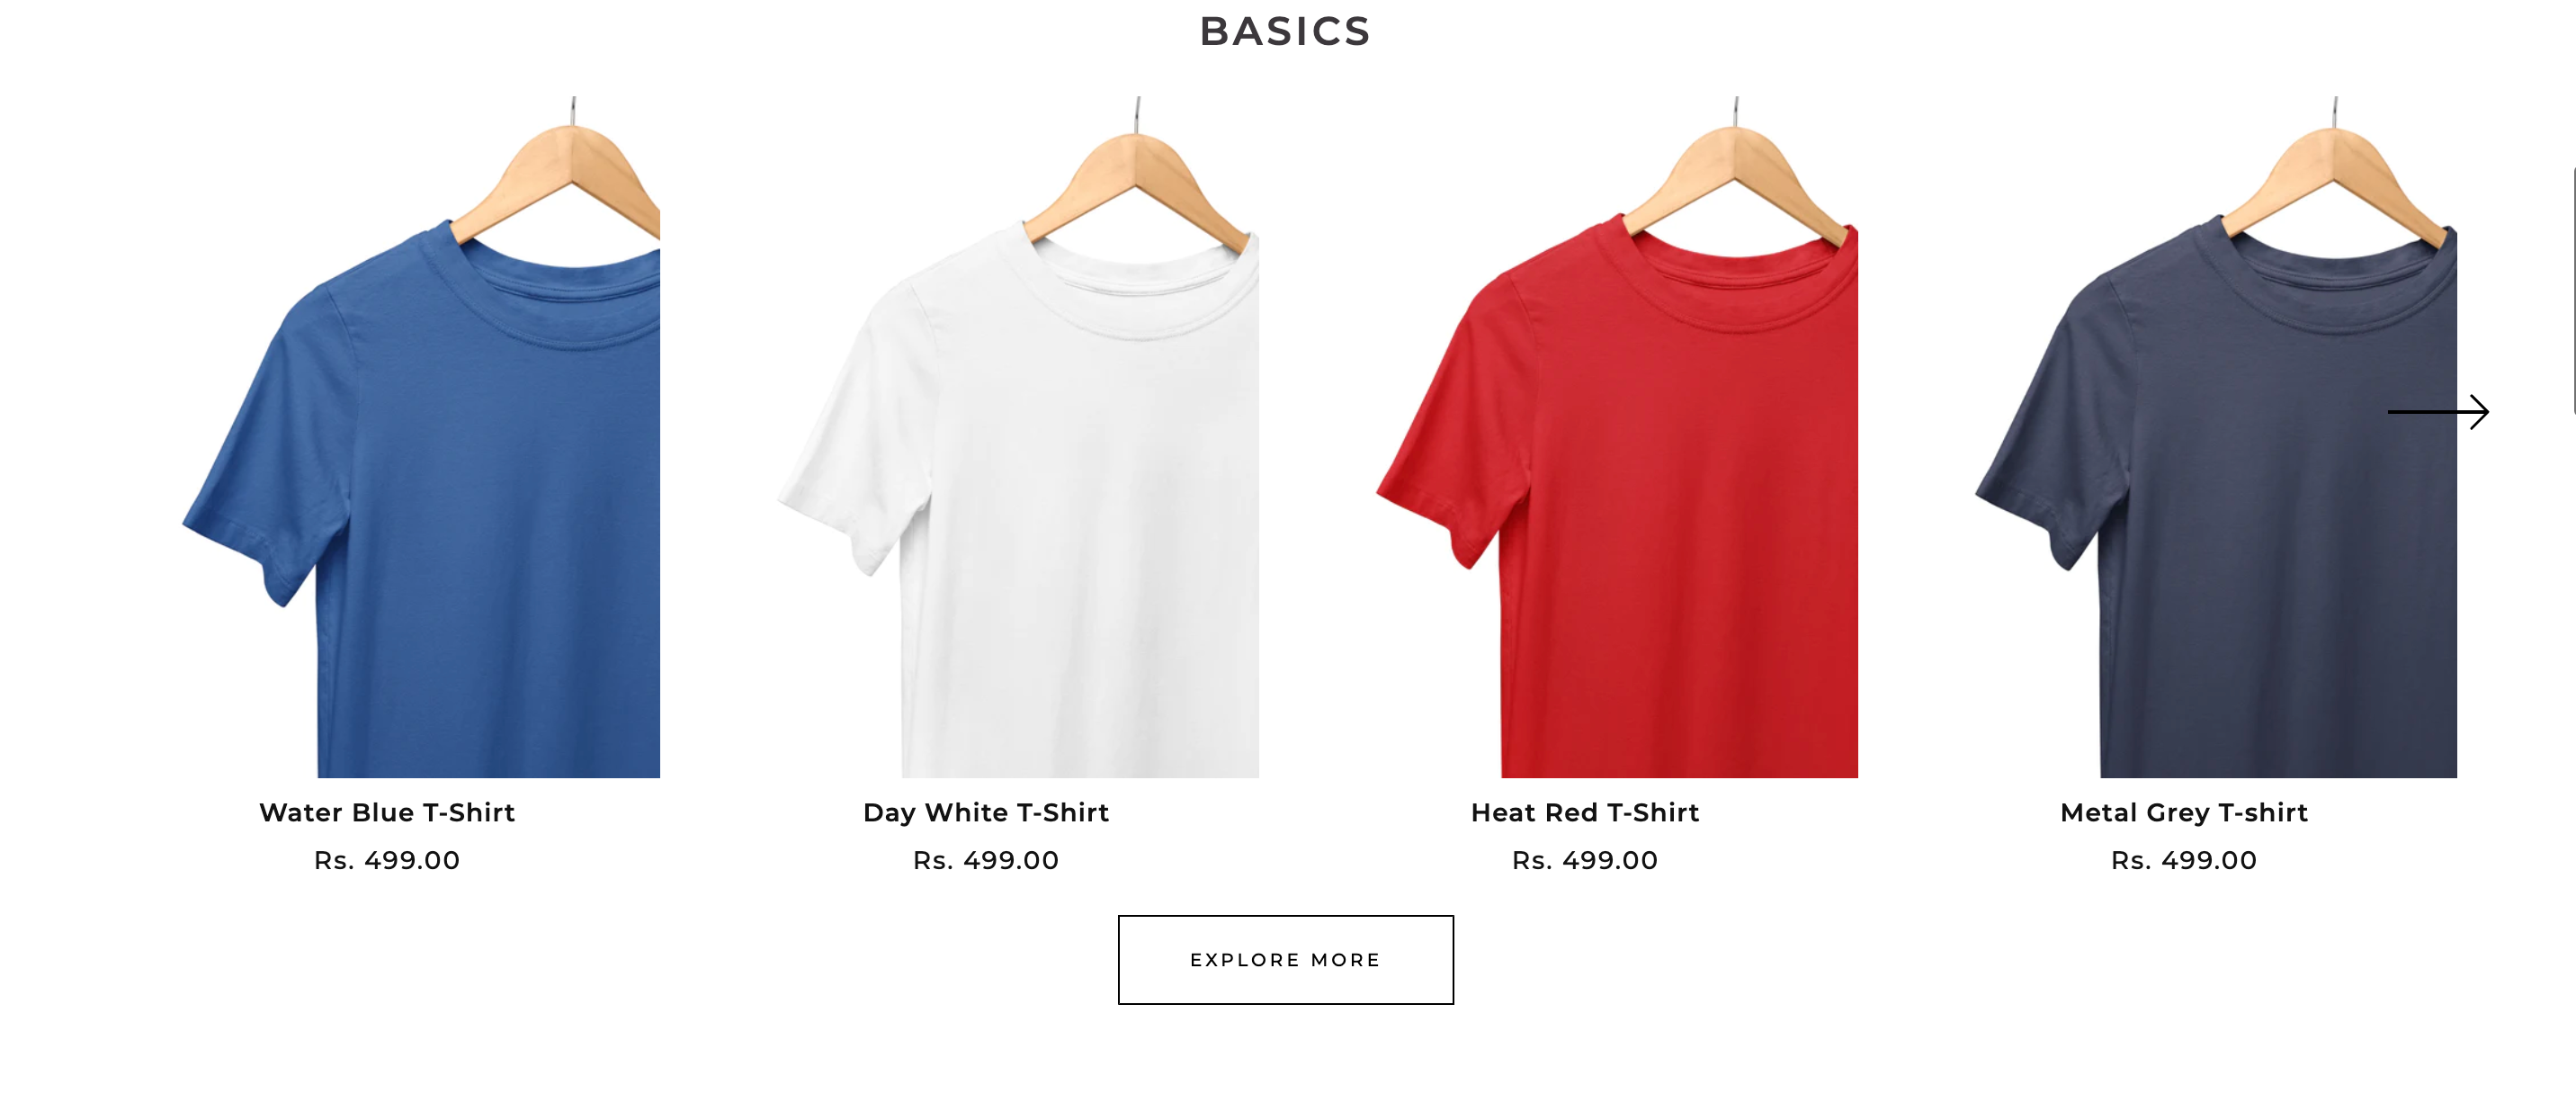 BASICS
Water Blue T-Shirt
Rs. 499.00
Day White T-Shirt
Rs. 499.00
Heat Red T-Shirt
Rs. 499.00
Metal Grey T-shirt
Rs. 499.00
EXPLORE MORE